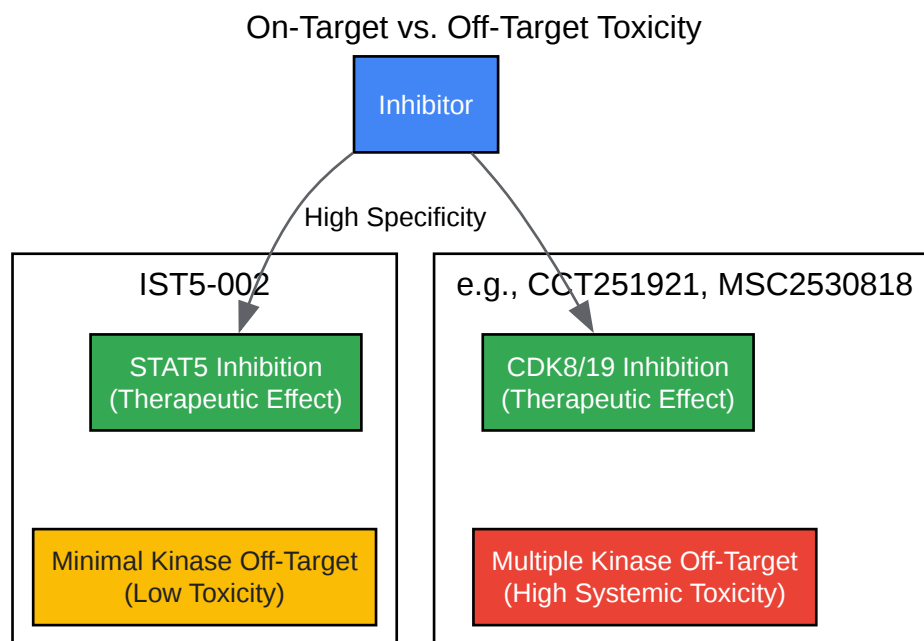 On-Target vs. Off-Target Toxicity
Inhibitor
High Specificity
IST5-002
STAT5 Inhibition
(Therapeutic Effect)
Minimal Kinase Off-Target
(Low Toxicity)
e.g., CCT251921, MSC2530818
CDK8/19 Inhibition
(Therapeutic Effect)
Multiple Kinase Off-Target
(High Systemic Toxicity)